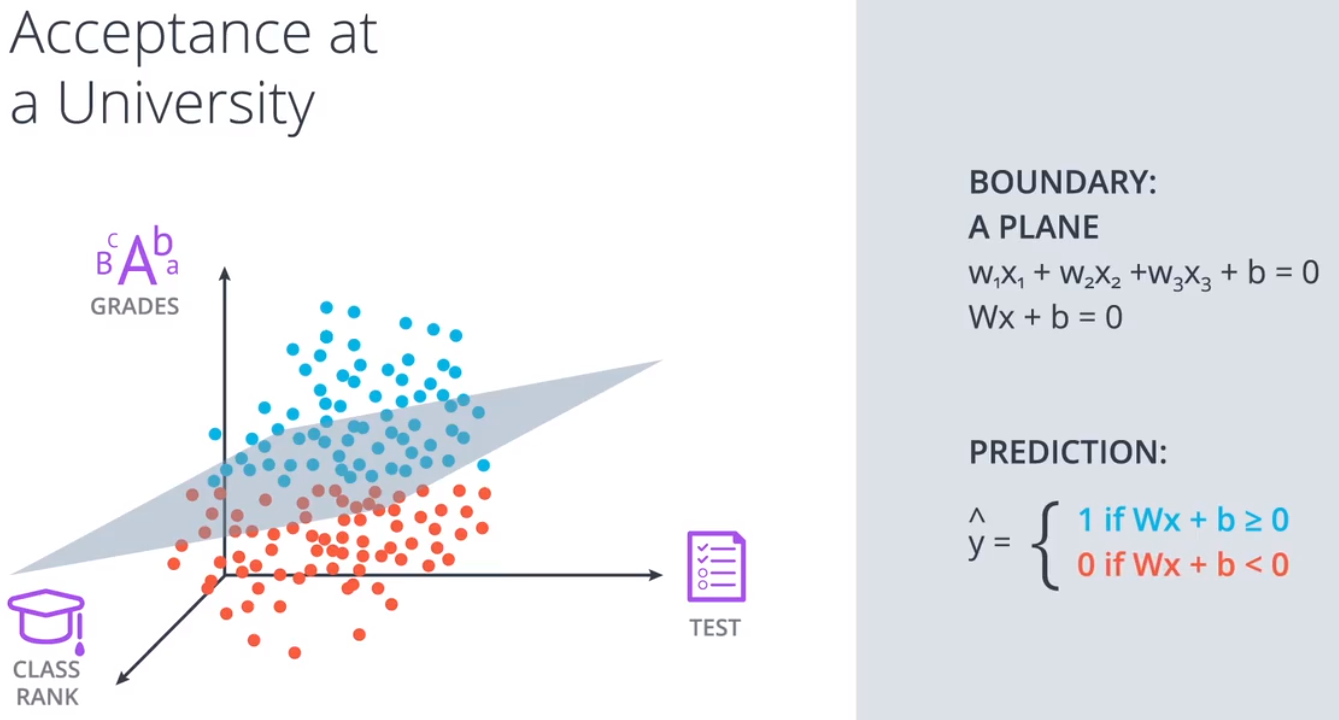 Acceptance at
a University
B c A b a
GRADES
TEST
CLASS
RANK
BOUNDARY:
A PLANE
w₁x₁ + w₂x₂ +w₃x₃ + b = 0
Wx + b = 0
PREDICTION:
ŷ = { 1 if Wx + b ≥ 0
0 if Wx + b < 0